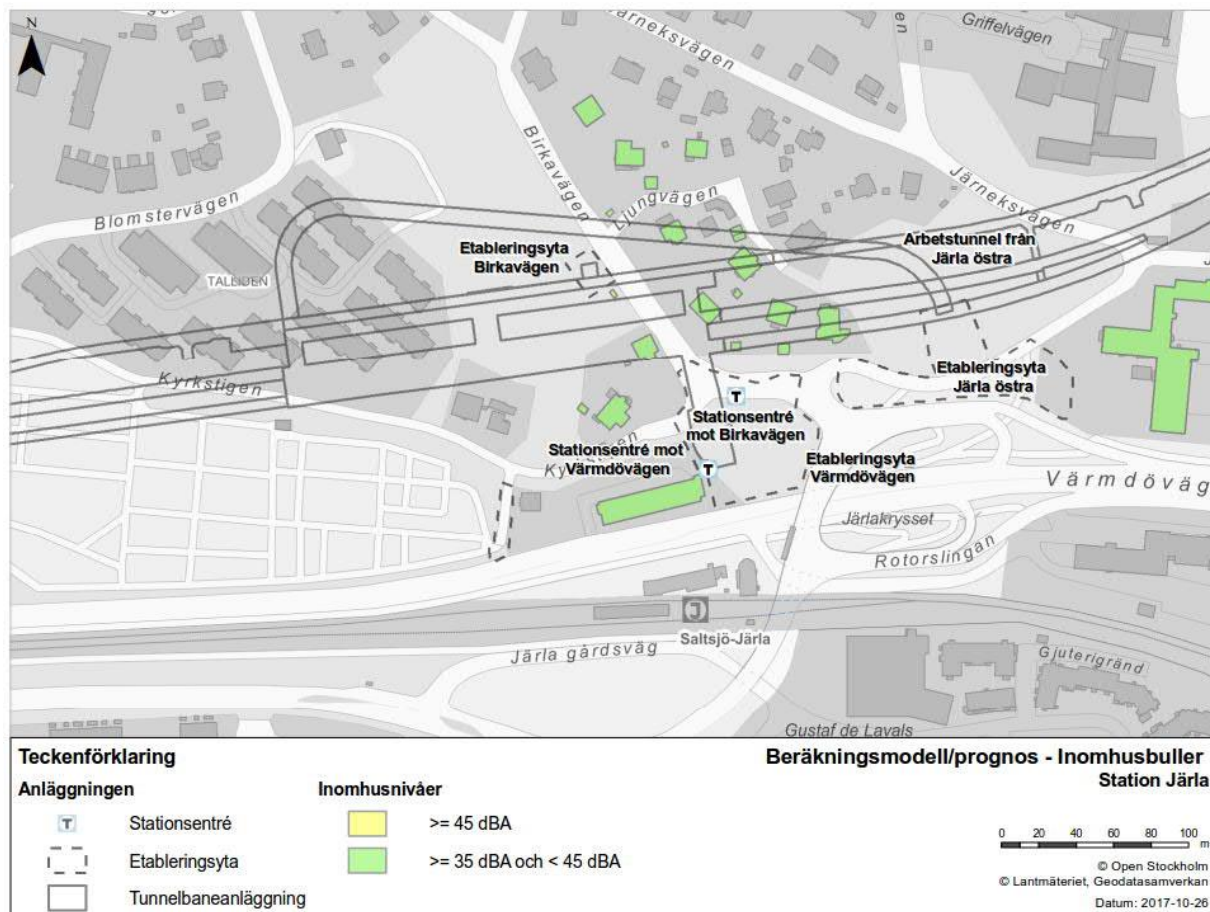 N
Järneksvägen
Griffelvägen
Birkavägen
Blomstervägen
Ljungvägen
Järneksvägen
Etableringsyta
Birkavägen
Arbetstunnel från
Järla östra
TALLIDEN
Kyrkstigen
Etableringsyta
Järla östra
Stationsentré
mot Birkavägen
Stationsentré mot
Värmdövägen
Etableringsyta
Värmdövägen
Värmdöväg
Järlakrysset
Rotorslingan
Saltsjö-Järla
Järla gårdsväg
Gjuterigränd
Gustaf de Lavals
Teckenförklaring
Beräkningsmodell/prognos - Inomhusbuller
Station Järla
Anläggningen
Inomhusnivåer
T Stationsentré
>= 45 dBA
Etableringsyta
>= 35 dBA och < 45 dBA
Tunnelbaneanläggning
0 20 40 60 80 100
m
© Open Stockholm
© Lantmäteriet, Geodatasamverkan
Datum: 2017-10-26